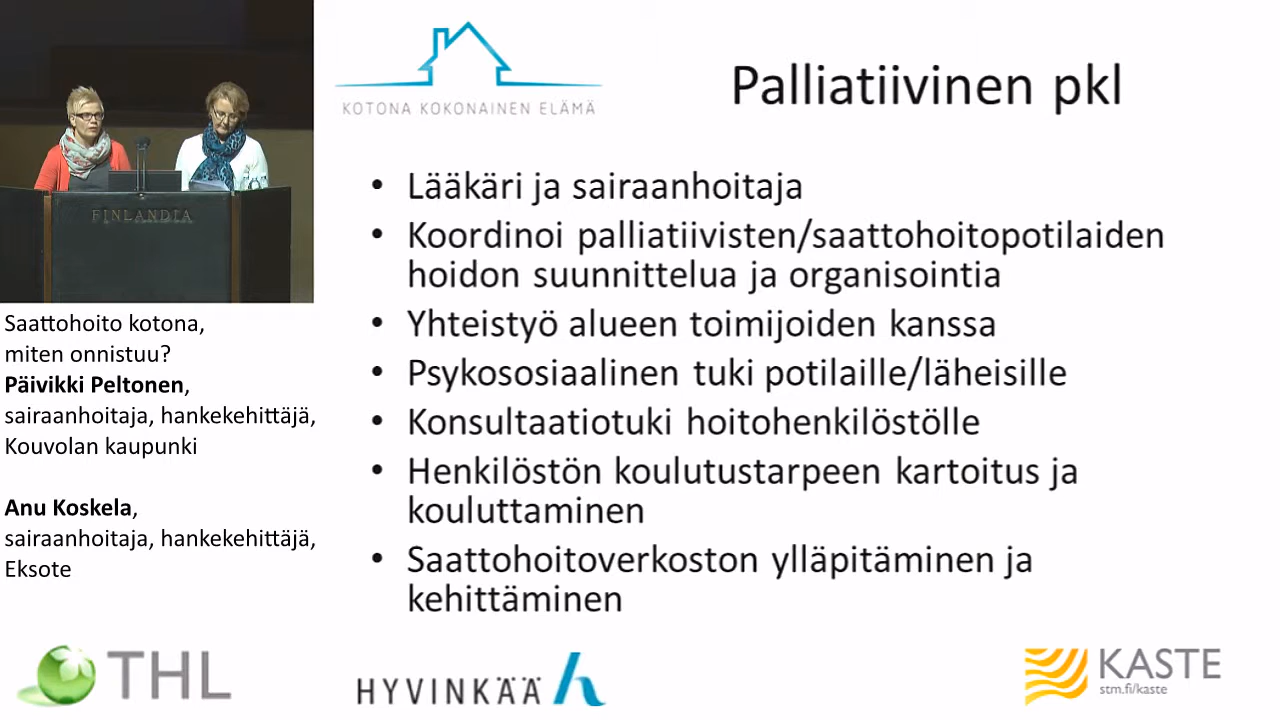 FINLANDIA
Saattohoito kotona,
miten onnistuu?
Päivikki Peltonen,
sairaanhoitaja, hankekehittäjä,
Kouvolan kaupunki
Anu Koskela,
sairaanhoitaja, hankekehittäjä,
Eksote
KOTONA KOKONAINEN ELÄMÄ
Palliatiivinen pkl
• Lääkäri ja sairaanhoitaja
• Koordinoi palliatiivisten/saattohoitopotilaiden
hoidon suunnittelua ja organisointia
• Yhteistyö alueen toimijoiden kanssa
• Psykososiaalinen tuki potilaille/läheisille
• Konsultaatiotuki hoitohenkilöstölle
• Henkilöstön koulutustarpeen kartoitus ja
kouluttaminen
• Saattohoitoverkoston ylläpitäminen ja
kehittäminen
THL
HYVINKÄÄ
KASTE
stm.fi/kaste